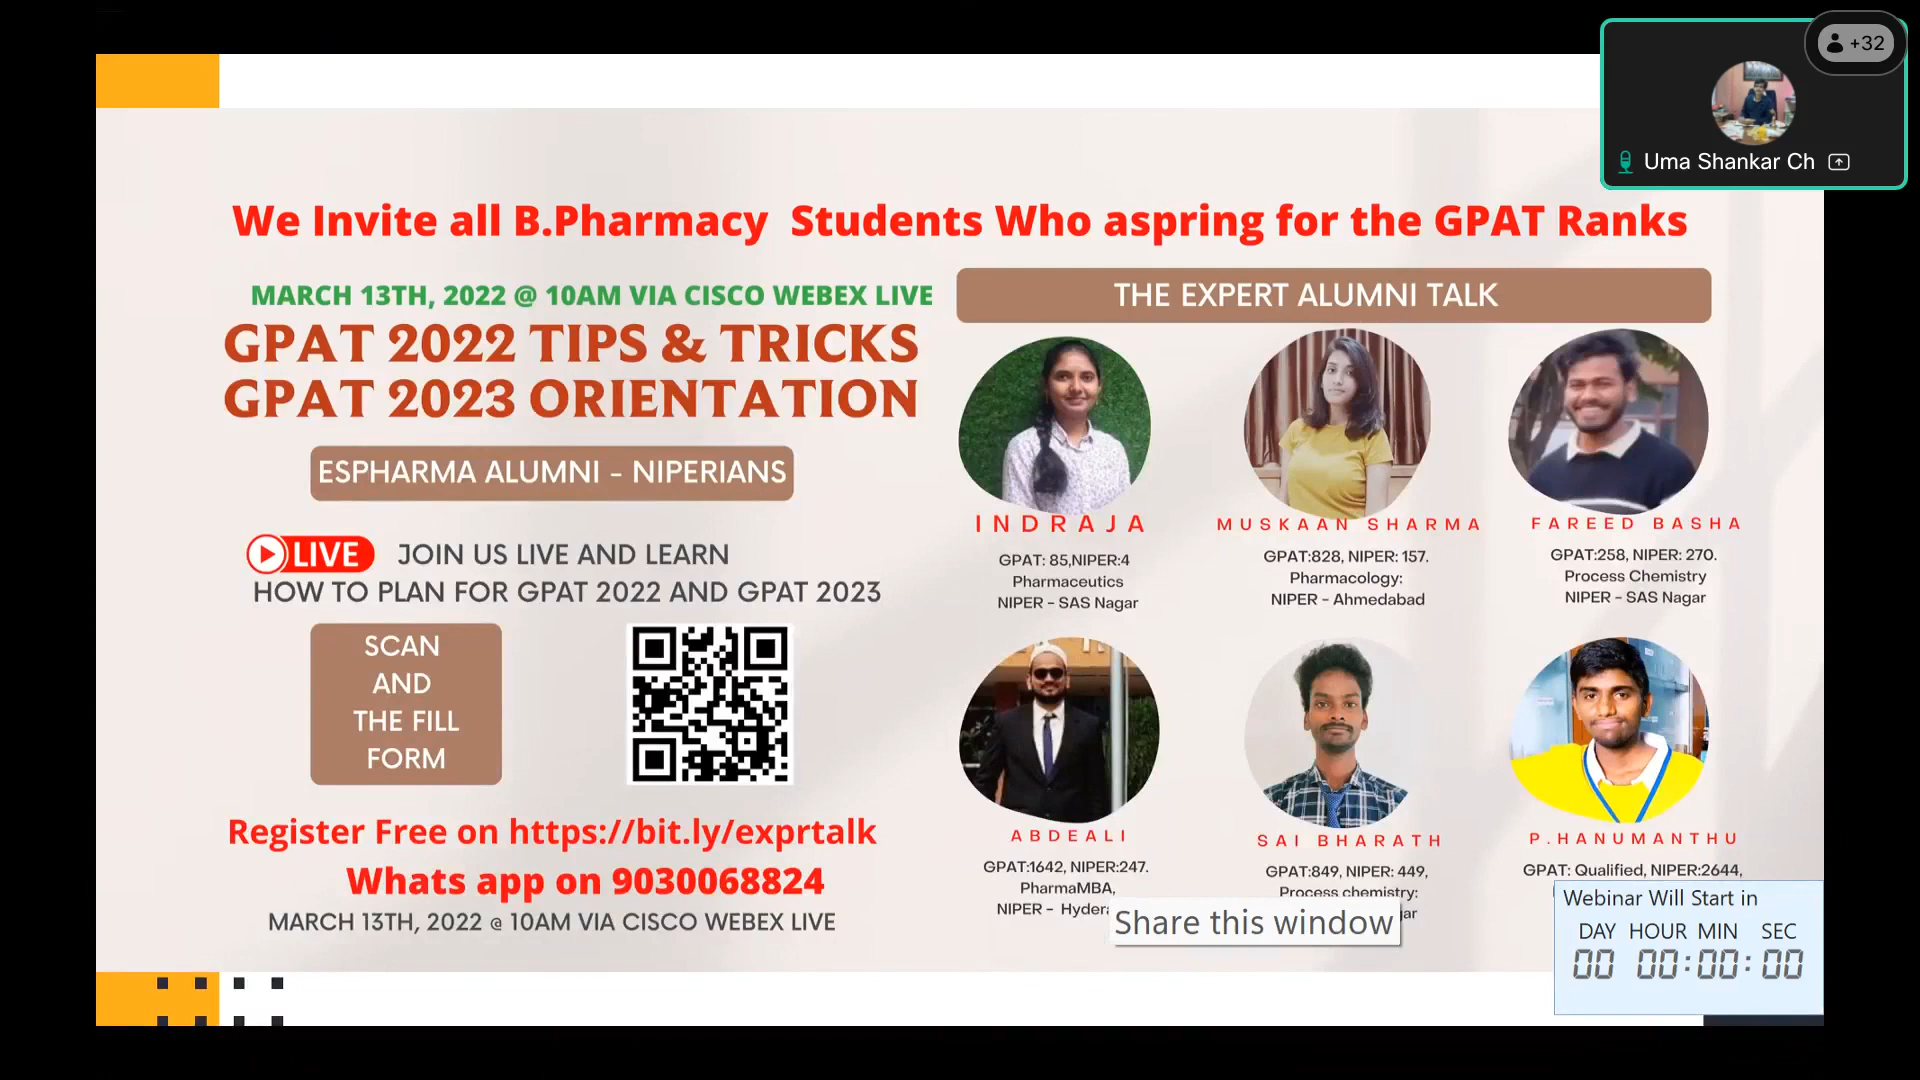 +32
Uma Shankar Ch
We Invite all B.Pharmacy Students Who aspring for the GPAT Ranks
MARCH 13TH, 2022 @ 10AM VIA CISCO WEBEX LIVE
GPAT 2022 TIPS & TRICKS
GPAT 2023 ORIENTATION
ESPHARMA ALUMNI - NIPERIANS
LIVE JOIN US LIVE AND LEARN
HOW TO PLAN FOR GPAT 2022 AND GPAT 2023
SCAN
AND
THE FILL
FORM
Register Free on https://bit.ly/exprtalk
Whats app on 9030068824
MARCH 13TH, 2022 @ 10AM VIA CISCO WEBEX LIVE
THE EXPERT ALUMNI TALK
INDRAJA
GPAT: 85,NIPER:4
Pharmaceutics
NIPER - SAS Nagar
MUSKAAN SHARMA
GPAT:828, NIPER: 157.
Pharmacology:
NIPER - Ahmedabad
FAREED BASHA
GPAT:258, NIPER: 270.
Process Chemistry
NIPER - SAS Nagar
ABDEALI
GPAT:1642, NIPER:247.
PharmaMBA,
NIPER -
SAI BHARATH
GPAT:849, NIPER: 449,
Process chemistry:
P.HANUMANTHU
GPAT: Qualified, NIPER:2644,
Share this window
Webinar Will Start in
DAY HOUR MIN SEC
00 00:00:00